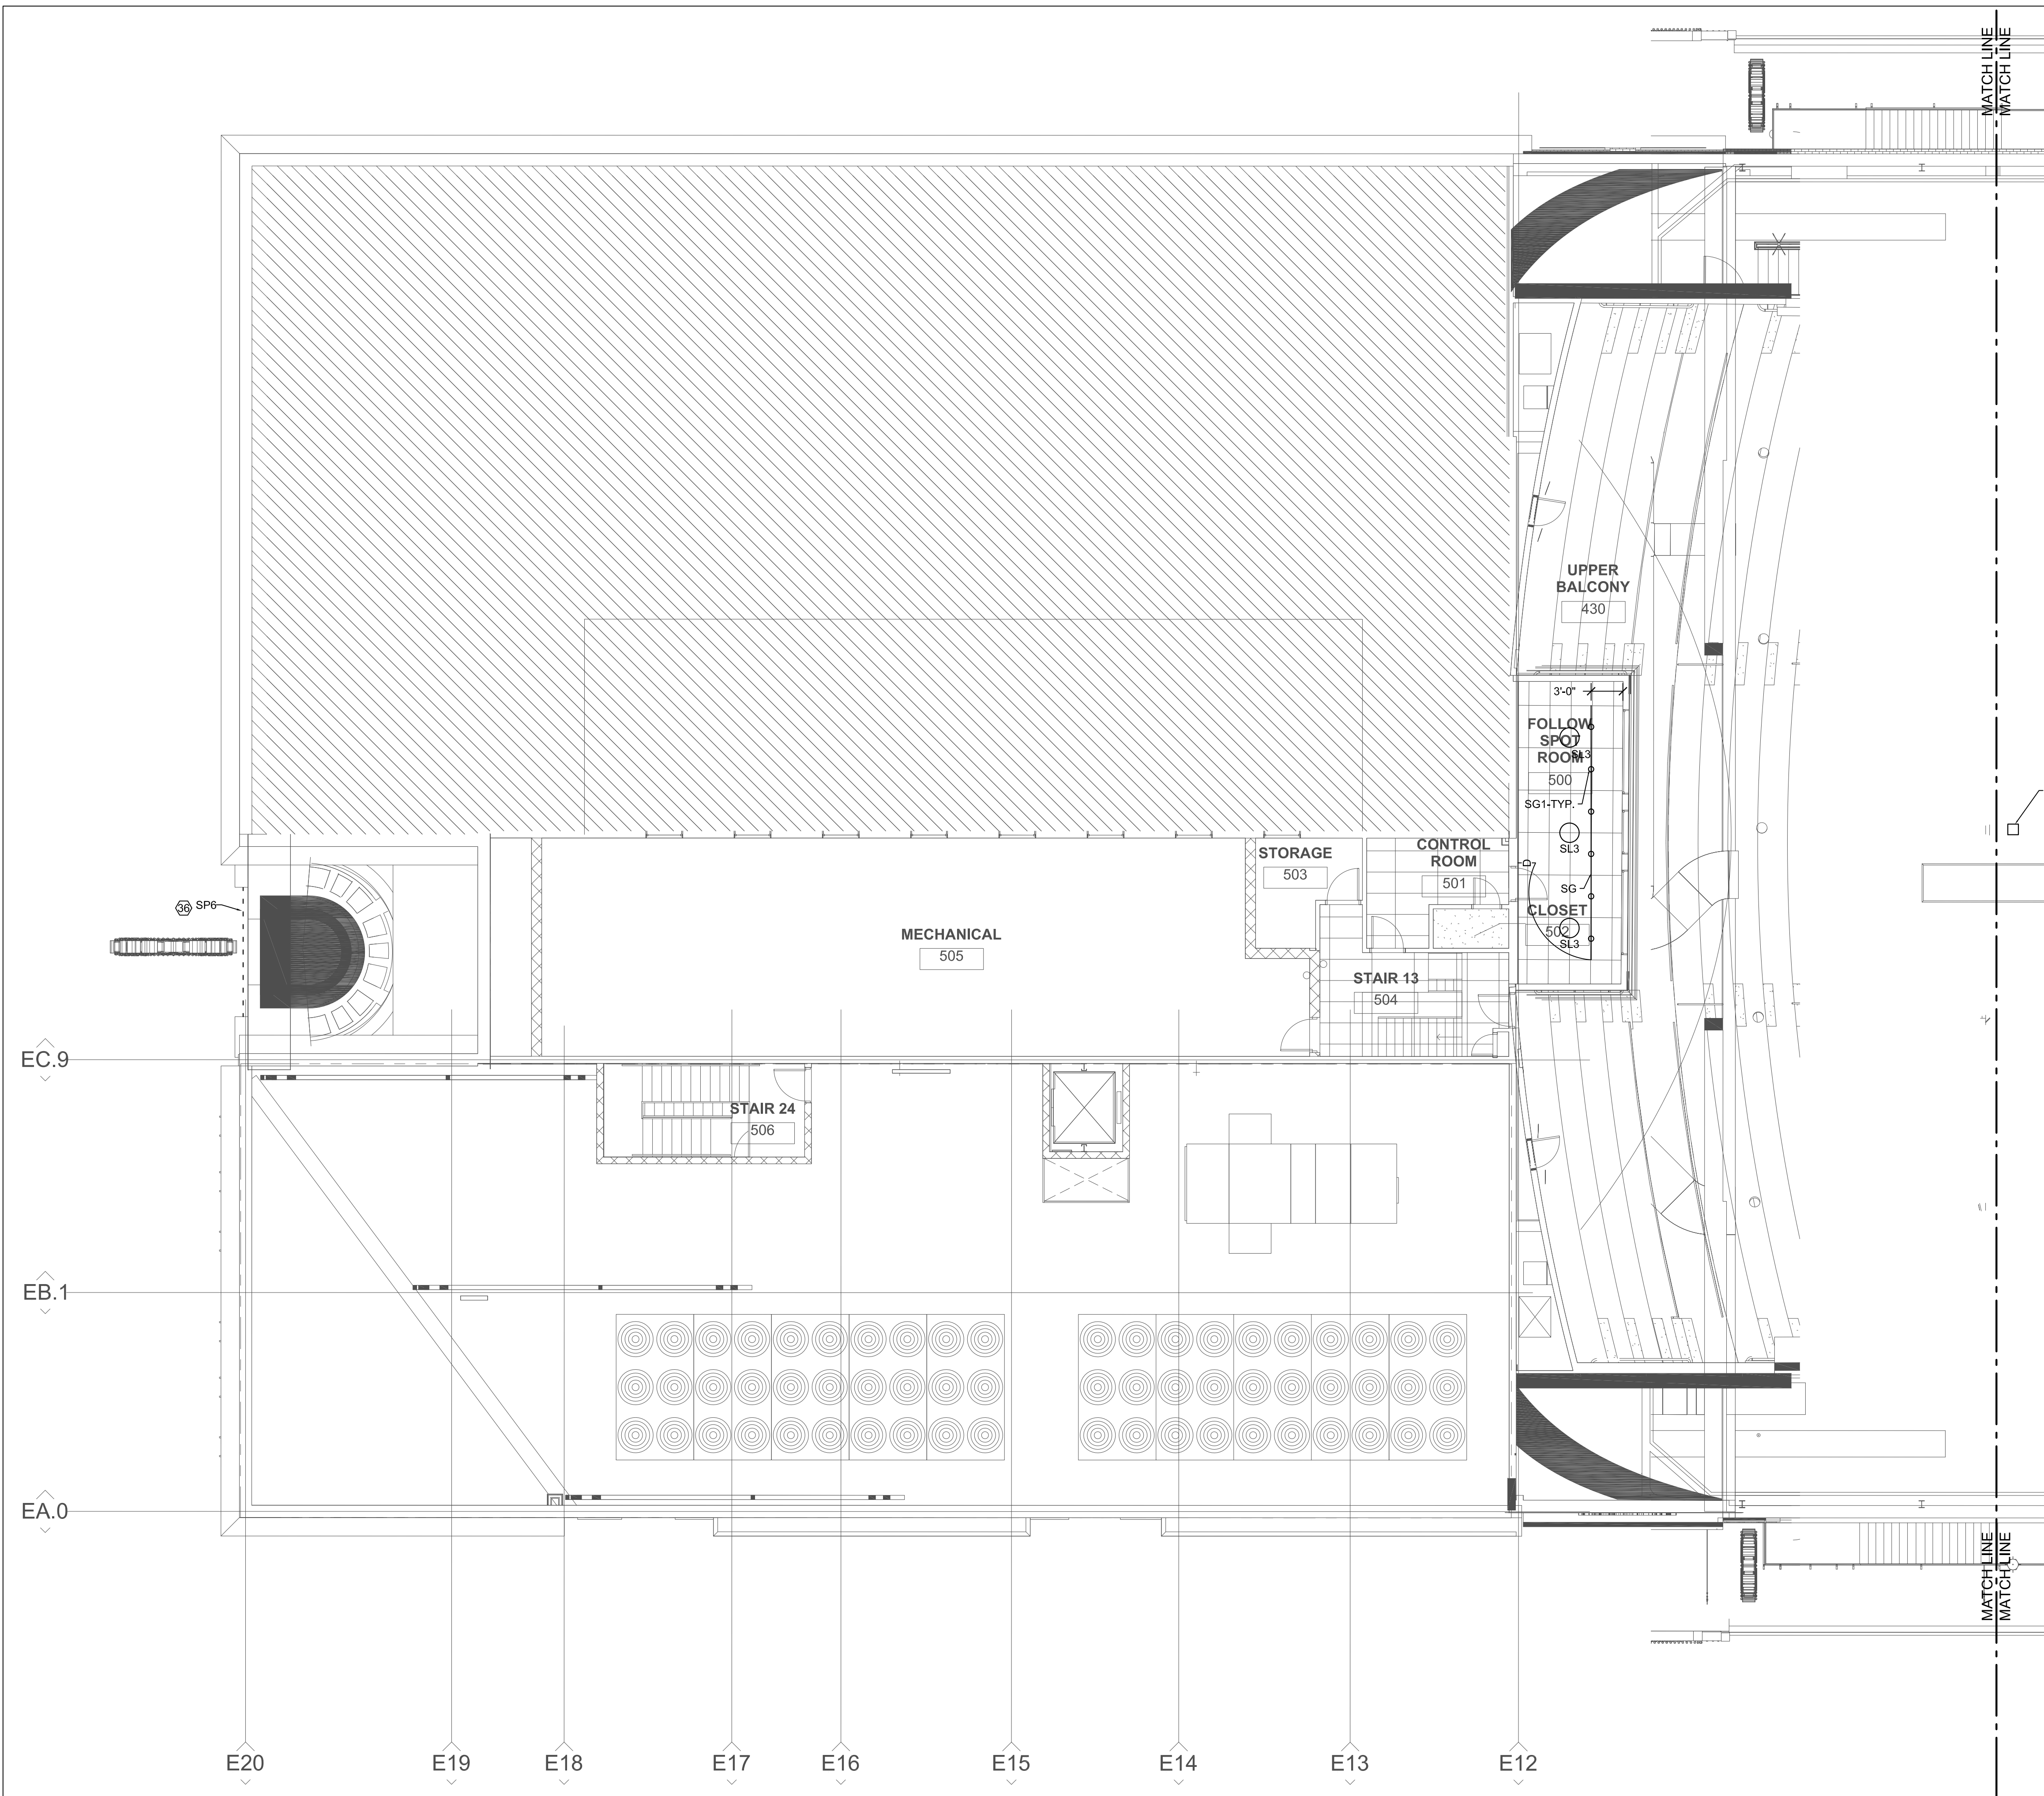 MATCH LINE
MATCH LINE
UPPER
BALCONY
430
3'-0"
FOLLOW
SPOT
ROOM
SL3
500
SG1-TYP.
SL3
D
SG
CLOSET
502
SL3
STORAGE
503
CONTROL
ROOM
501
36 SP6
MECHANICAL
505
STAIR 13
504
EC.9
STAIR 24
506
EB.1
EA.0
MATCH LINE
MATCH LINE
E20
E19
E18
E17
E16
E15
E14
E13
E12